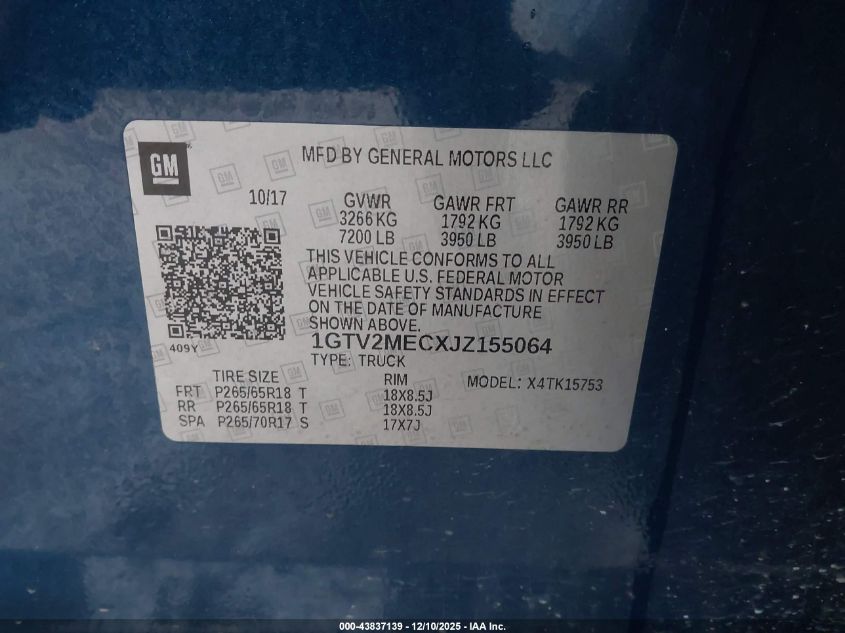 GM
MFD BY GENERAL MOTORS LLC
10/17
GVWR GAWR FRT GAWR RR
3266 KG 1792 KG 1792 KG
7200 LB 3950 LB 3950 LB
THIS VEHICLE CONFORMS TO ALL
APPLICABLE U.S. FEDERAL MOTOR
VEHICLE SAFETY STANDARDS IN EFFECT
ON THE DATE OF MANUFACTURE
SHOWN ABOVE.
409Y
1GTV2MECXJZ155064
TYPE: TRUCK
TIRE SIZE RIM MODEL: X4TK15753
FRT P265/65R18 T 18X8.5J
RR P265/65R18 T 18X8.5J
SPA P265/70R17 S 17X7J
000-43837139 - 12/10/2025 - IAA Inc.